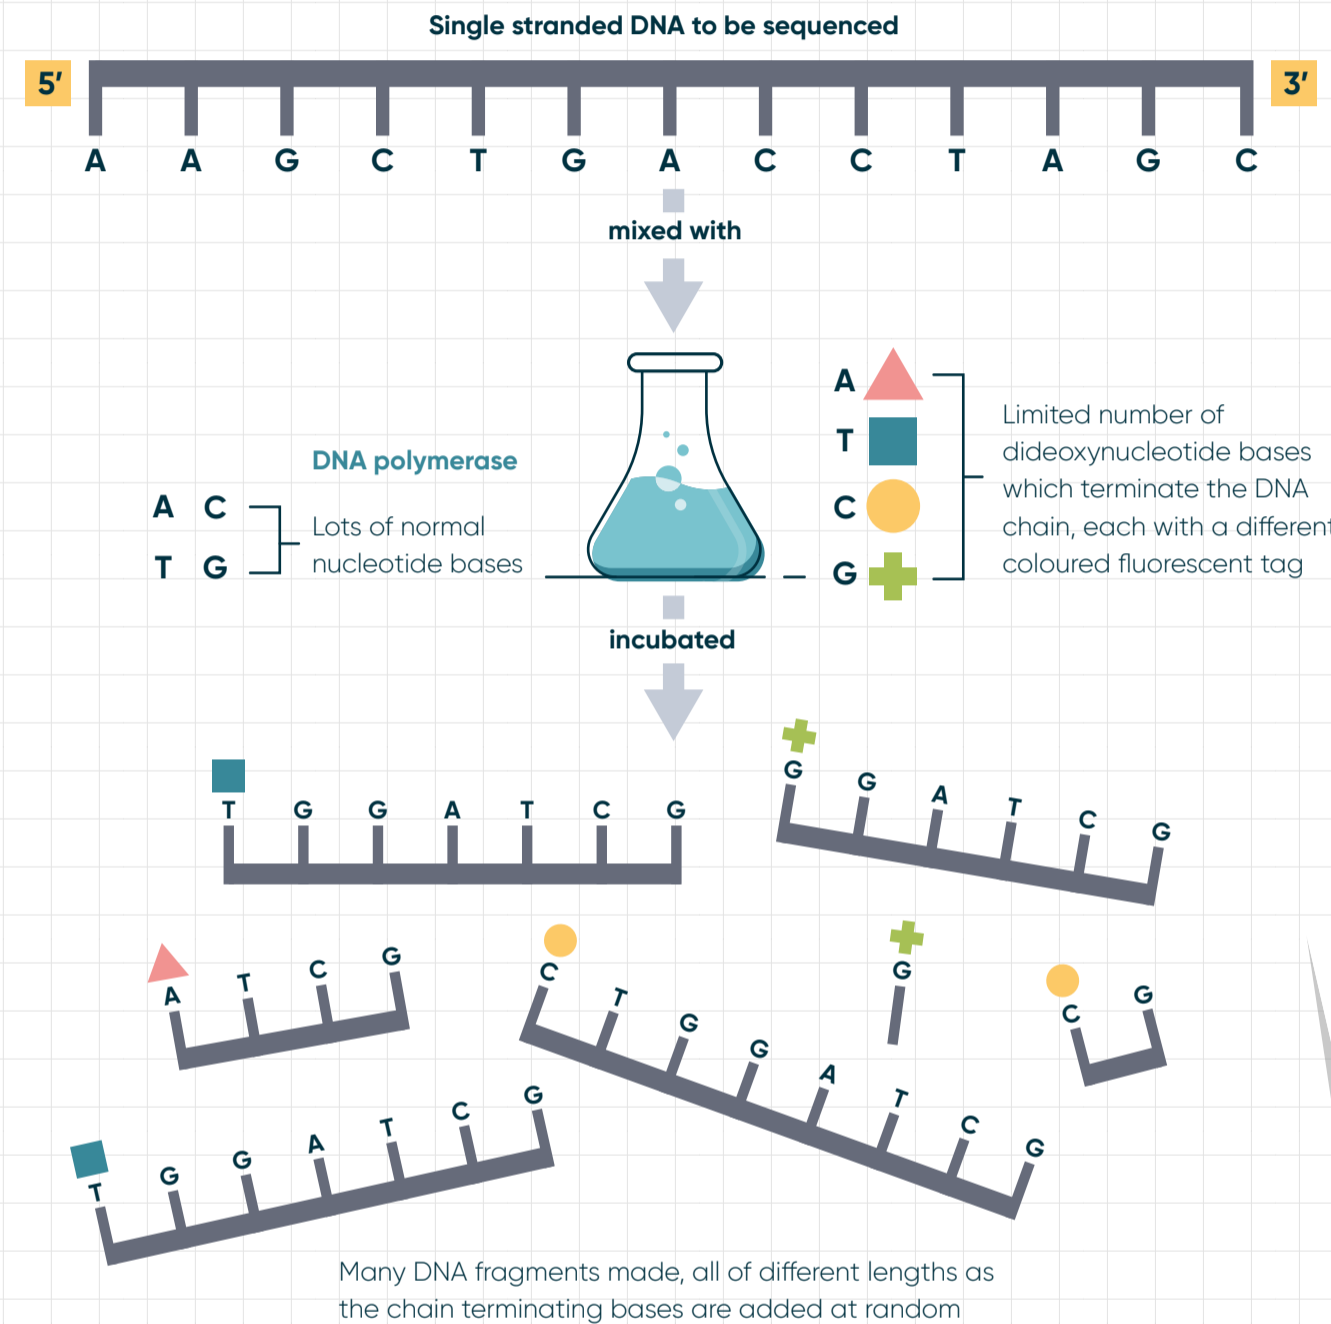 Single stranded DNA to be sequenced
5′ 3′
A A G C T G A C C T A G C
mixed with
A
T
C
G
Limited number of
dideoxynucleotide bases
which terminate the DNA
chain, each with a different
coloured fluorescent tag
DNA polymerase
A C
T G
Lots of normal
nucleotide bases
incubated
T G G A T C G
G G A T C G
A T C G
C T G G A T C G
G
C G
T G G A T C G
Many DNA fragments made, all of different lengths as
the chain terminating bases are added at random